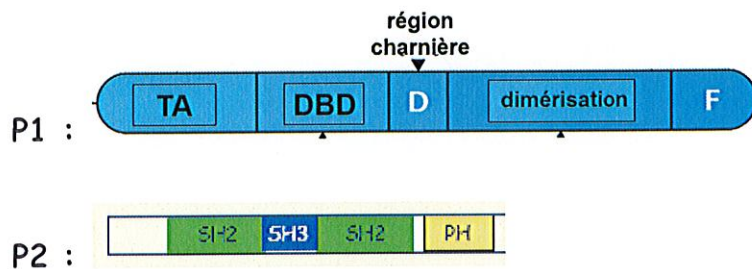 région
charnière
P1 : TA DBD D dimérisation F
P2 : SH2 SH3 SH2 PH